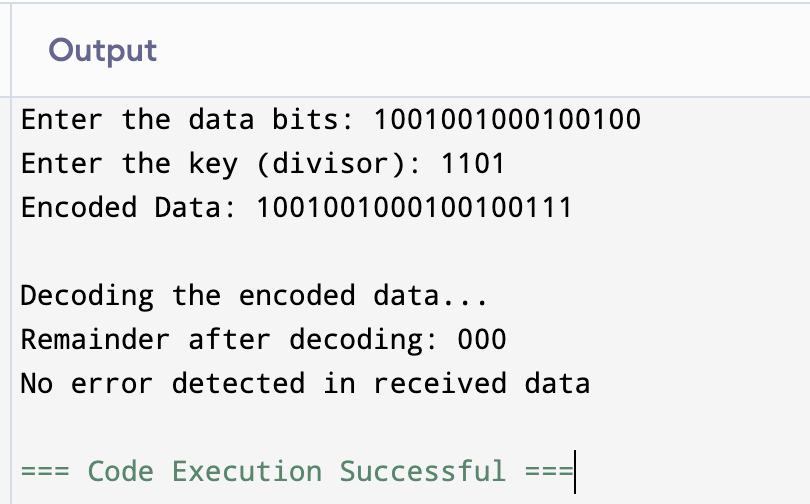 Output
Enter the data bits: 1001001000100100
Enter the key (divisor): 1101
Encoded Data: 1001001000100100111

Decoding the encoded data...
Remainder after decoding: 000
No error detected in received data

=== Code Execution Successful ===